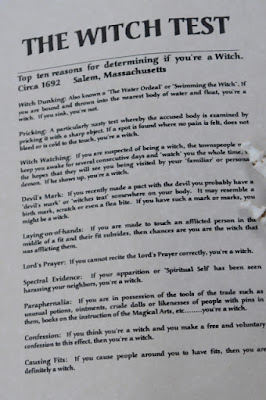 THE WITCH TEST
Top ten reasons for determining if you're a Witch.
Circa 1692 Salem, Massachusetts
Witch Dunking: Also known a 'The Water Ordeal' or 'Swimming the Witch'. If
you are bound and thrown into the nearest body of water and float, you're a
witch. If you sink, you're not.
Pricking: A particularly nasty test whereby the accused body is examined by
pricking it with a sharp object. If a spot is found where no pain is felt, does not
bleed or is cold to the touch, you're a witch.
Witch Watching: If you are suspected of being a witch, the townspeople
keep you awake for several consecutive days and 'watch' you the whole time,
the hopes that they will see you being visited by your 'familiar' or persona
demon. If he shows up, you're a witch.
Devil's Mark: If you recently made a pact with the devil you probably have a
'devil's mark' or 'witches teat' somewhere on your body. It may resemble a
birth mark, scratch or even a flea bite. If you have such a mark or marks, you
might be a witch.
Laying-on-of-hands: If you are made to touch an afflicted person in the
middle of a fit and their fit subsides, then chances are you are the witch that
was afflicting them.
Lord's Prayer: If you cannot recite the Lord's Prayer correctly, you're a witch.
Spectral Evidence: If your apparition or 'Spiritual Self' has been seen
harassing your neighbors, you're a witch.
Paraphernalia: If you are in possession of the tools of the trade such as
unusual potions, ointments, crude dolls or likenesses of people with pins in
them, books on the instruction of the Magical Arts, etc.........you're a witch.
Confession: If you think you're a witch and you make a free and voluntary
confession to this effect, then you're a witch.
Causing Fits: If you cause people around you to have fits, then you are
definitely a witch.